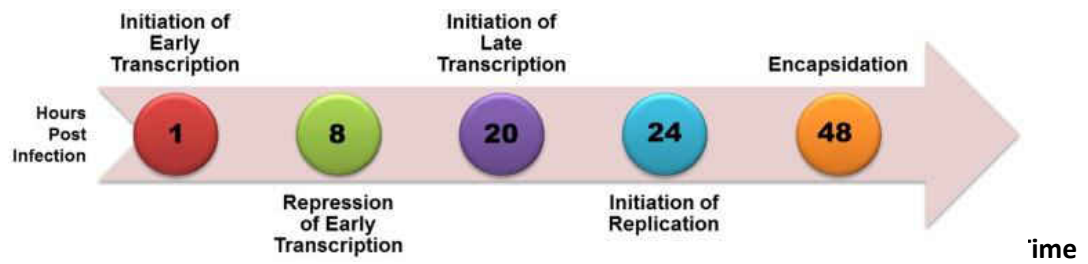 Initiation of
Early
Transcription
Initiation of
Late
Transcription
Encapsidation
Hours
Post
Infection
1
8
20
24
48
Repression
of Early
Transcription
Initiation of
Replication
ime